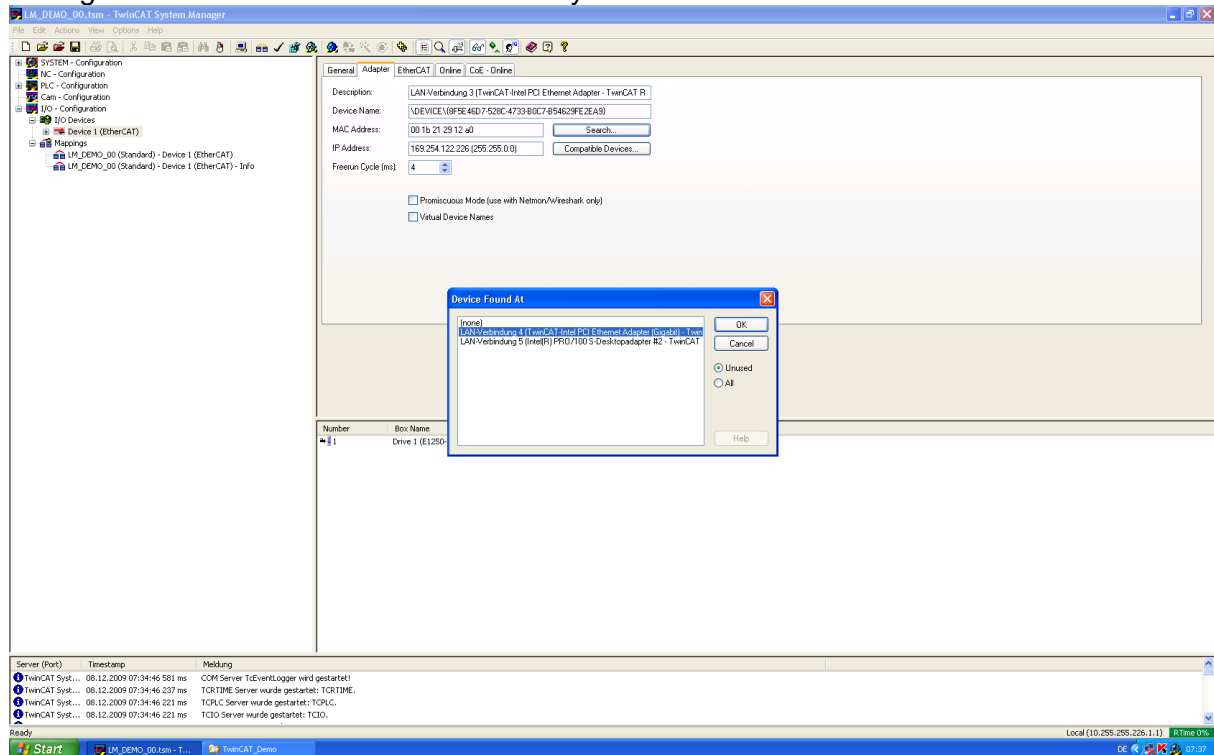 LM_DEMO_00.tsm - TwinCAT System Manager
File Edit Actions View Options Help
SYSTEM - Configuration
NC - Configuration
PLC - Configuration
Cam - Configuration
I/O - Configuration
I/O Devices
Device 1 (EtherCAT)
Mappings
LM_DEMO_00 (Standard) - Device 1 (EtherCAT)
LM_DEMO_00 (Standard) - Device 1 (EtherCAT) - Info
General Adapter EtherCAT Online CoE - Online
Description: LAN-Verbindung 3 (TwinCAT-Intel PCI Ethernet Adapter - TwinCAT R
Device Name: \DEVICE\{8F5E46D7-528C-4733-B0C7-B54629FE2EA9}
MAC Address: 00 1b 21 29 12 a0 Search...
IP Address: 169.254.122.226 (255.255.0.0) Compatible Devices...
Freerun Cycle (ms): 4
Promiscuous Mode (use with Netmon/Wireshark only)
Virtual Device Names
Device Found At
(none)
LAN-Verbindung 4 (TwinCAT-Intel PCI Ethernet Adapter (Gigabit) - Twin
LAN-Verbindung 5 (Intel(R) PRO/100 S-Desktopadapter #2 - TwinCAT
OK
Cancel
Unused
All
Help
Number Box Name
1 Drive 1 (E1250-
Server (Port) Timestamp Meldung
TwinCAT Syst... 08.12.2009 07:34:46 581 ms COM Server TcEventLogger wird gestartet!
TwinCAT Syst... 08.12.2009 07:34:46 237 ms TCRTIME Server wurde gestartet: TCRTIME.
TwinCAT Syst... 08.12.2009 07:34:46 221 ms TCPLC Server wurde gestartet: TCPLC.
TwinCAT Syst... 08.12.2009 07:34:46 221 ms TCIO Server wurde gestartet: TCIO.
Ready Local (10.255.255.226.1.1) RTime 0%
Start LM_DEMO_00.tsm - T... TwinCAT_Demo DE 07:37